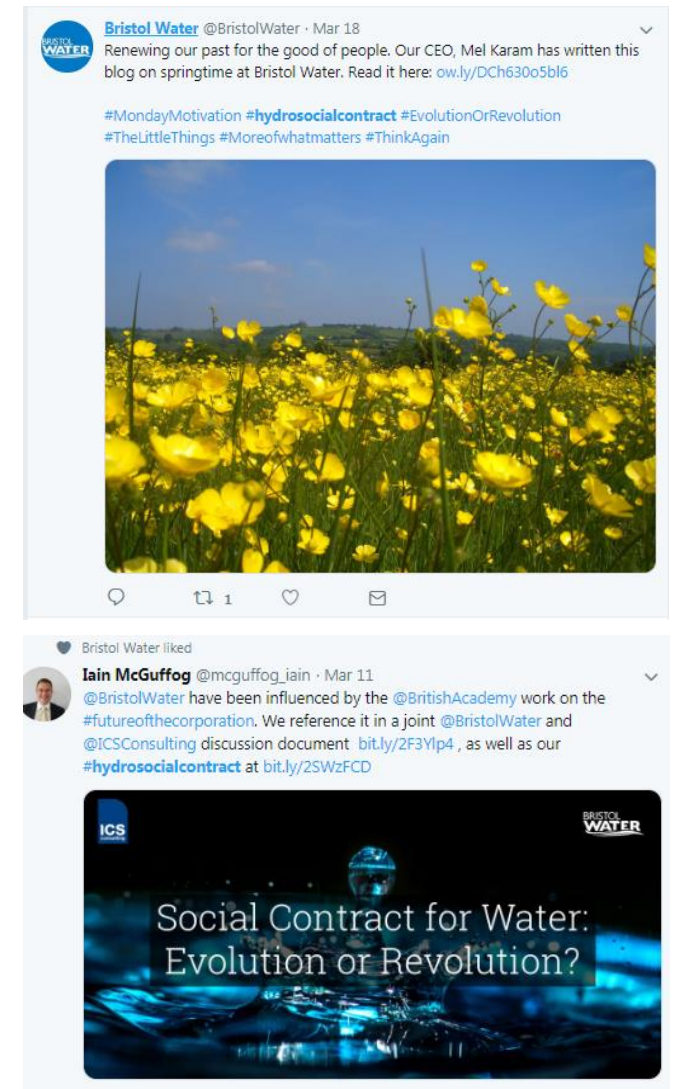 BRISTOL
WATER
Bristol Water @BristolWater · Mar 18
Renewing our past for the good of people. Our CEO, Mel Karam has written this
blog on springtime at Bristol Water. Read it here: ow.ly/DCh630o5bl6
#MondayMotivation #hydrosocialcontract #EvolutionOrRevolution
#TheLittleThings #Moreofwhatmatters #ThinkAgain
1
Bristol Water liked
Iain McGuffog @mcguffog_iain · Mar 11
@BristolWater have been influenced by the @BritishAcademy work on the
#futureofthecorporation. We reference it in a joint @BristolWater and
@ICSConsulting discussion document bit.ly/2F3Ylp4 , as well as our
#hydrosocialcontract at bit.ly/2SWzFCD
ICS
consulting
BRISTOL
WATER
Social Contract for Water:
Evolution or Revolution?